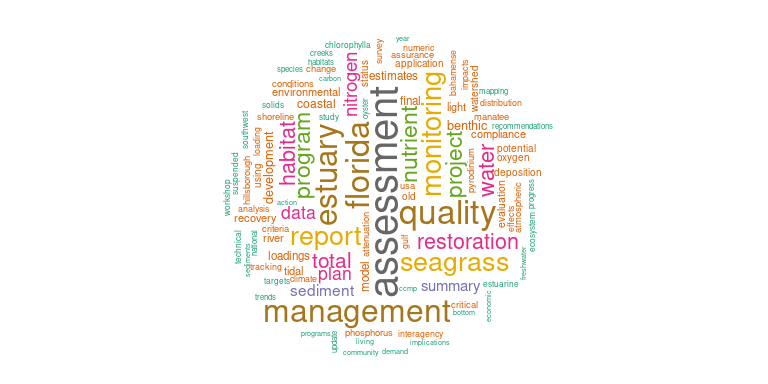 year
chlorophylla
survey
numeric
creeks
assurance
habitats
status
application
bahamense
impacts
species
change
nitrogen
estimates
watershed
carbon
conditions
environmental
monitoring
mapping
assessment
coastal
final
light
distribution
solids
oyster
nutrient
southwest
shoreline
study
florida
manatee
habitat
program
estuary
benthic
recommendations
loading
project
compliance
development
water
potential
suspended
hillsborough
using
pyrodinium
oxygen
usa
deposition
workshop
old
action
evaluation
effects
atmospheric
progress
ecosystem
analysis
data
quality
recovery
attenuation
technical
national
criteria
river
report
gulf
restoration
sediments
loadings
total
model
seagrass
freshwater
tracking
tidal
plan
targets
climate
sediment
ccmp
summary
estuarine
trends
management
critical
economic
bottom
programs
update
phosphorus
interagency
living
implications
community
demand